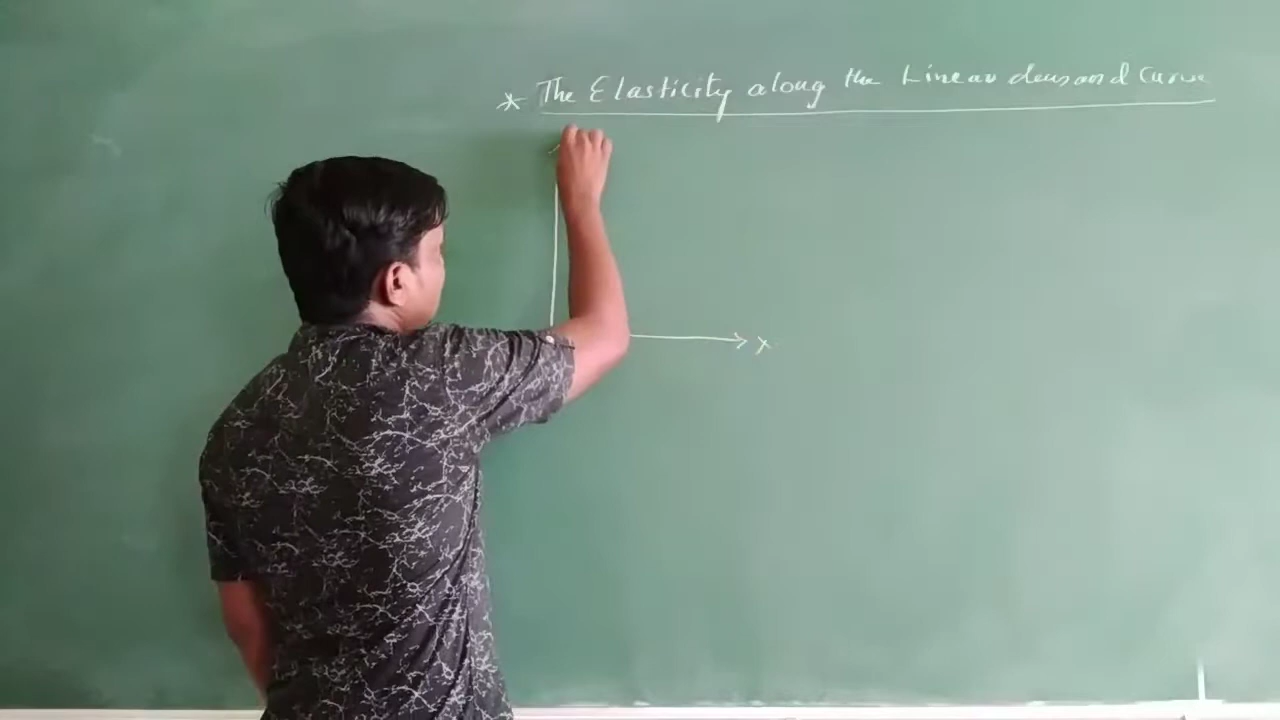 * The Elasticity along the Linear demand Curve
x